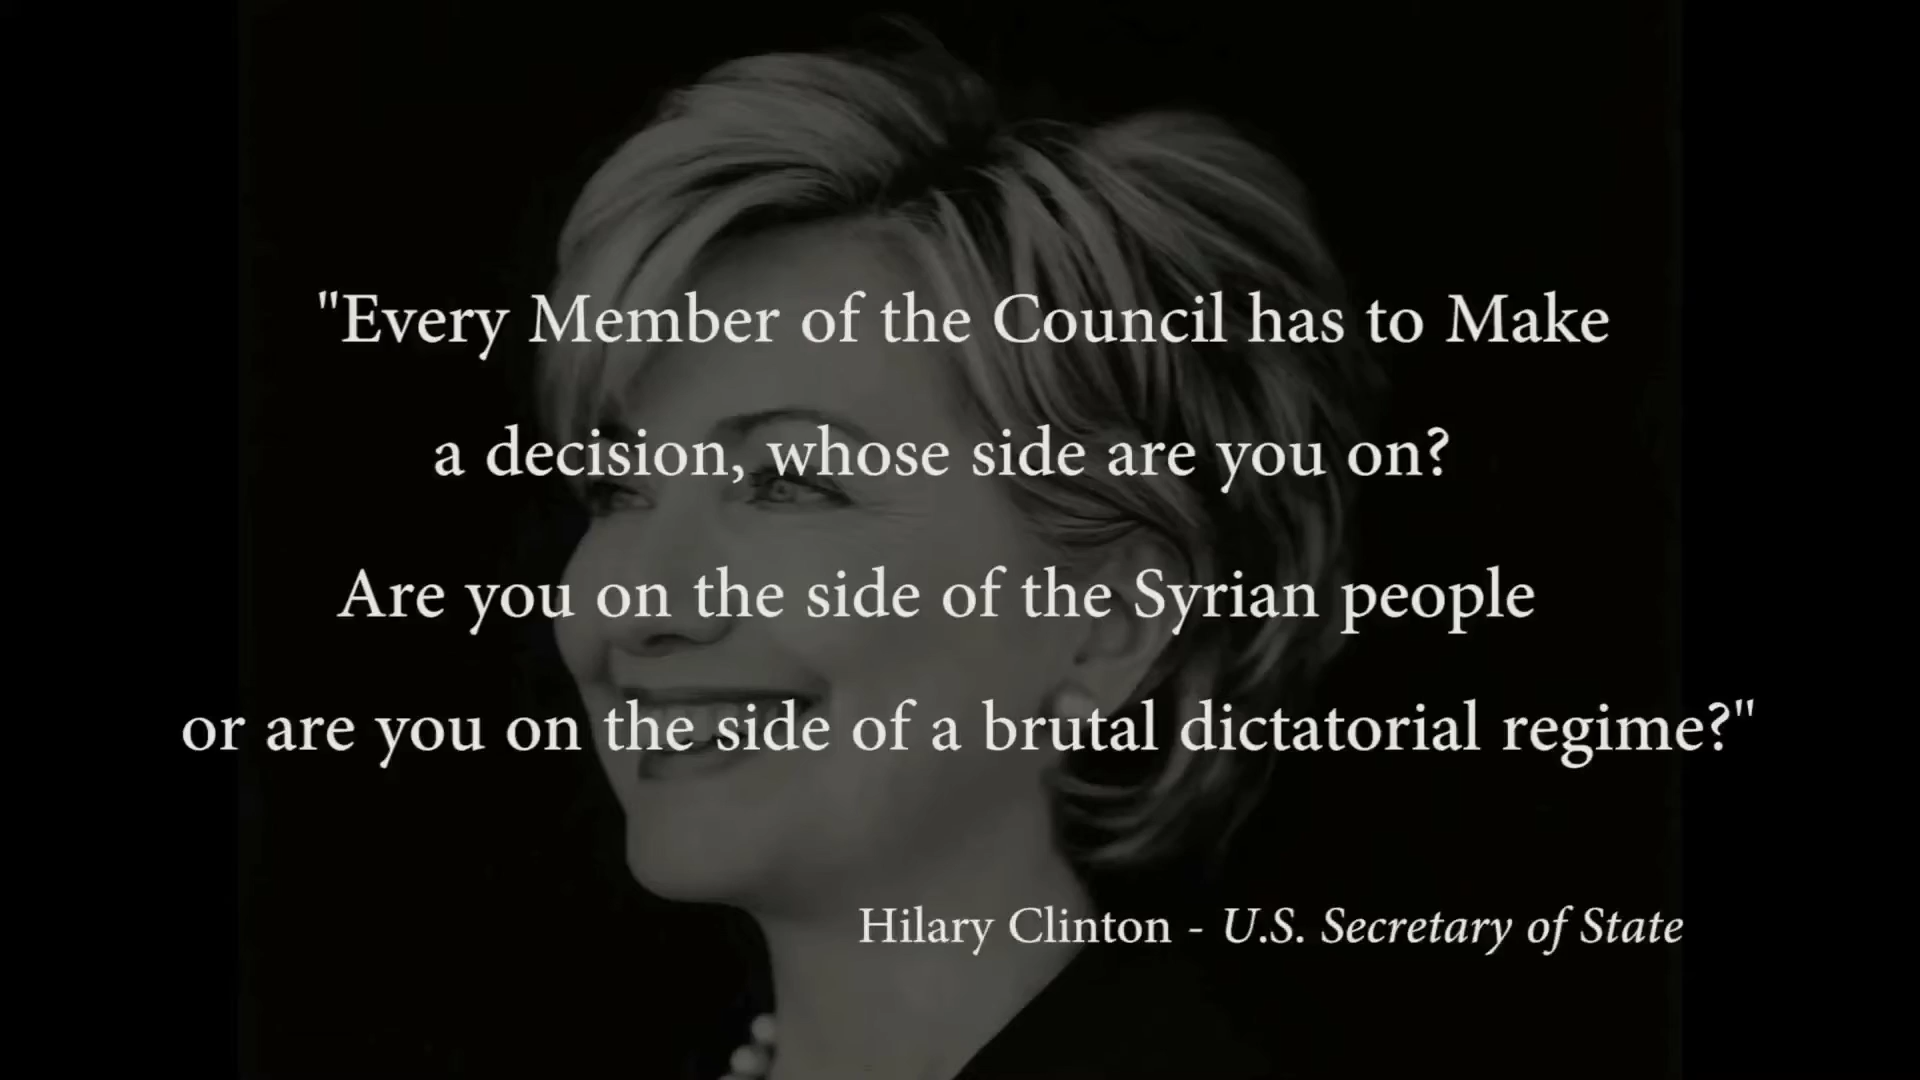 "Every Member of the Council has to Make
a decision, whose side are you on?
Are you on the side of the Syrian people
or are you on the side of a brutal dictatorial regime?"
Hilary Clinton - U.S. Secretary of State